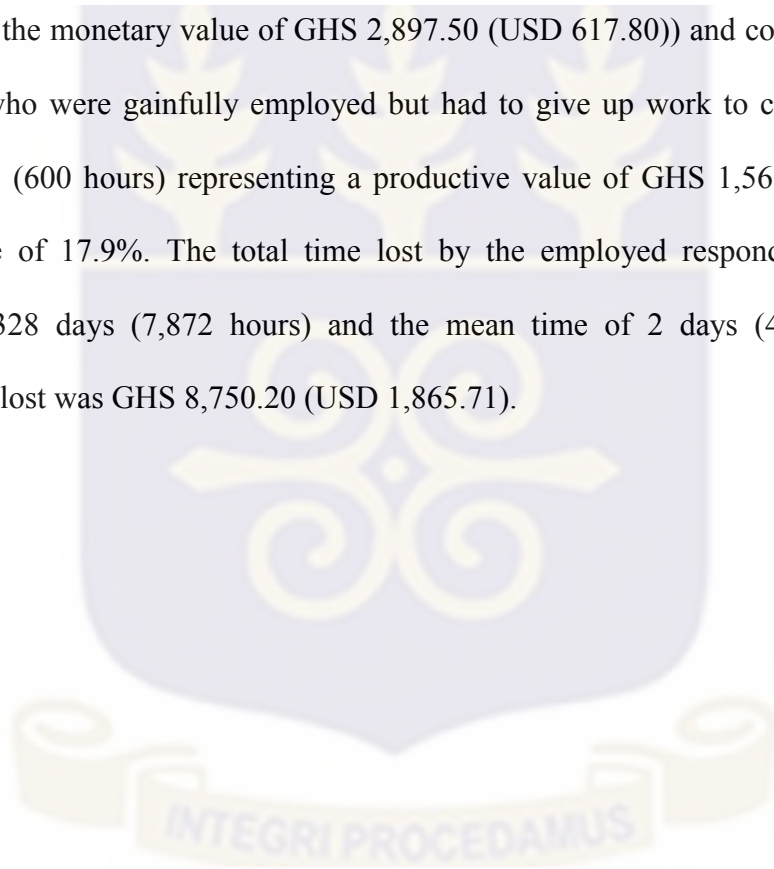 the monetary value of GHS 2,897.50 (USD 617.80)) and co
who were gainfully employed but had to give up work to c
(600 hours) representing a productive value of GHS 1,56
of 17.9%. The total time lost by the employed respond
328 days (7,872 hours) and the mean time of 2 days (4
lost was GHS 8,750.20 (USD 1,865.71).
INTEGRI PROCEDAMUS